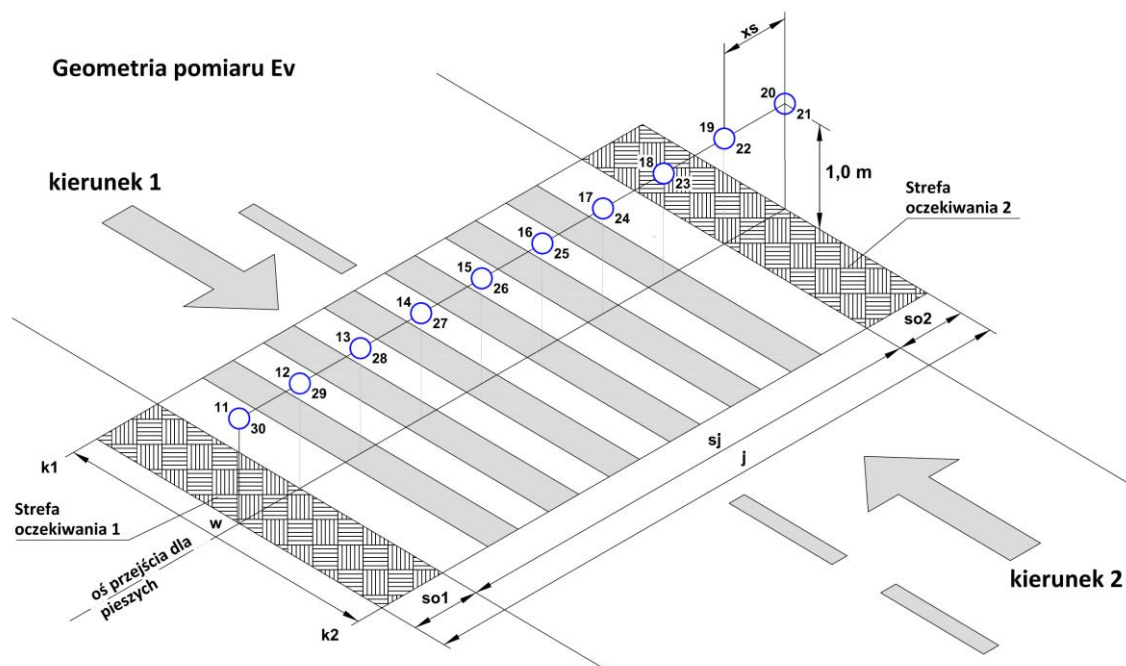 Geometria pomiaru Ev
xs
20
21
19
22
1,0 m
18
23
kierunek 1
Strefa
oczekiwania 2
17
24
16
25
15
26
14
27
so2
13
28
12
29
11
30
sj
j
k1
Strefa
oczekiwania 1
w
oś przejścia dla
pieszych
so1
k2
kierunek 2